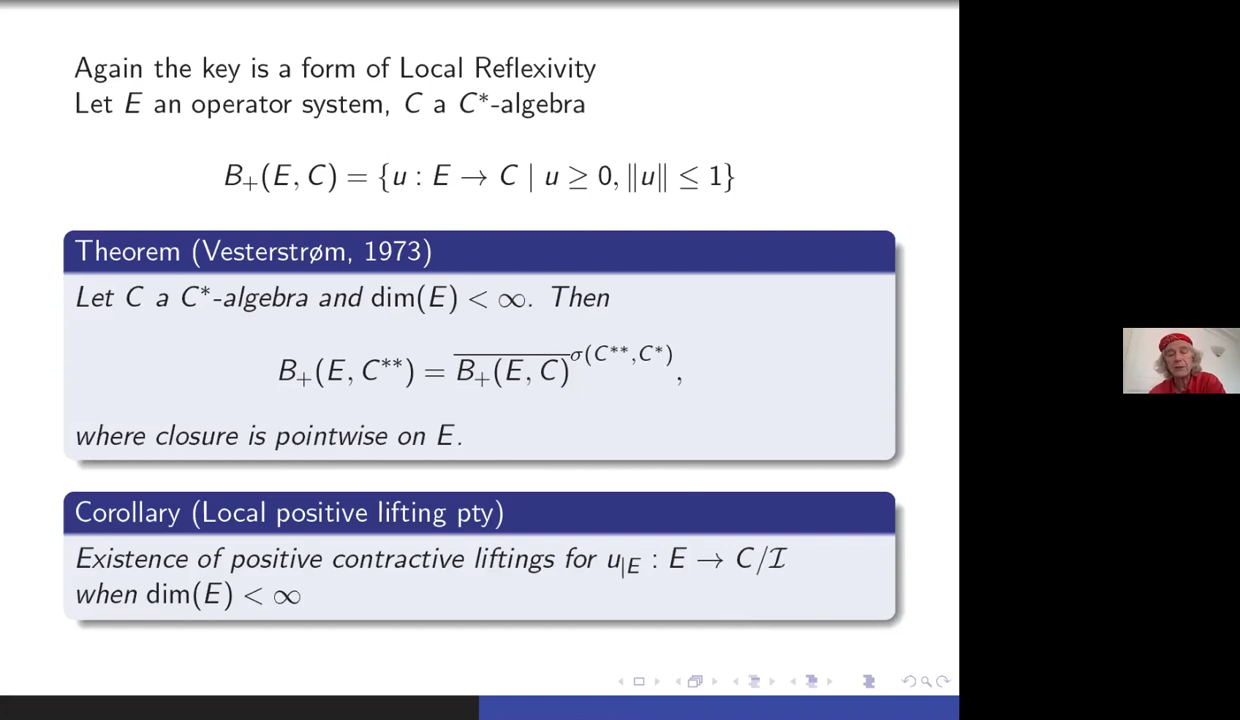 Again the key is a form of Local Reflexivity
Let E an operator system, C a C*-algebra
B₊(E, C) = {u : E → C | u ≥ 0, ‖u‖ ≤ 1}
Theorem (Vesterstrøm, 1973)
Let C a C*-algebra and dim(E) < ∞. Then
B₊(E, C**) = \overline{B₊(E, C)}^{σ(C**,C*)},
where closure is pointwise on E.
Corollary (Local positive lifting pty)
Existence of positive contractive liftings for u_{|E} : E → C/ℐ
when dim(E) < ∞